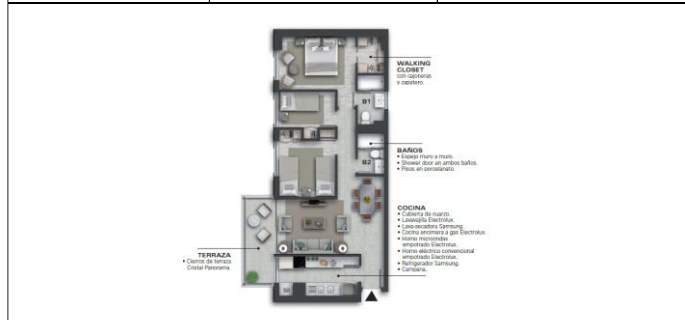 WALKING
CLOSET
con cajoneras
y zapatero.
B1
BAÑOS
• Espejo muro a muro.
• Shower door en ambos baños.
• Pisos en porcelanato.
B2
COCINA
• Cubierta de cuarzo.
• Lavavajilla Electrolux.
• Lava-secadora Samsung.
• Cocina encimera a gas Electrolux.
• Horno microondas
empotrado Electrolux.
• Horno eléctrico convencional
empotrado Electrolux.
• Refrigerador Samsung.
• Campana.
TERRAZA
• Cierros de terraza
Cristal Panorama.